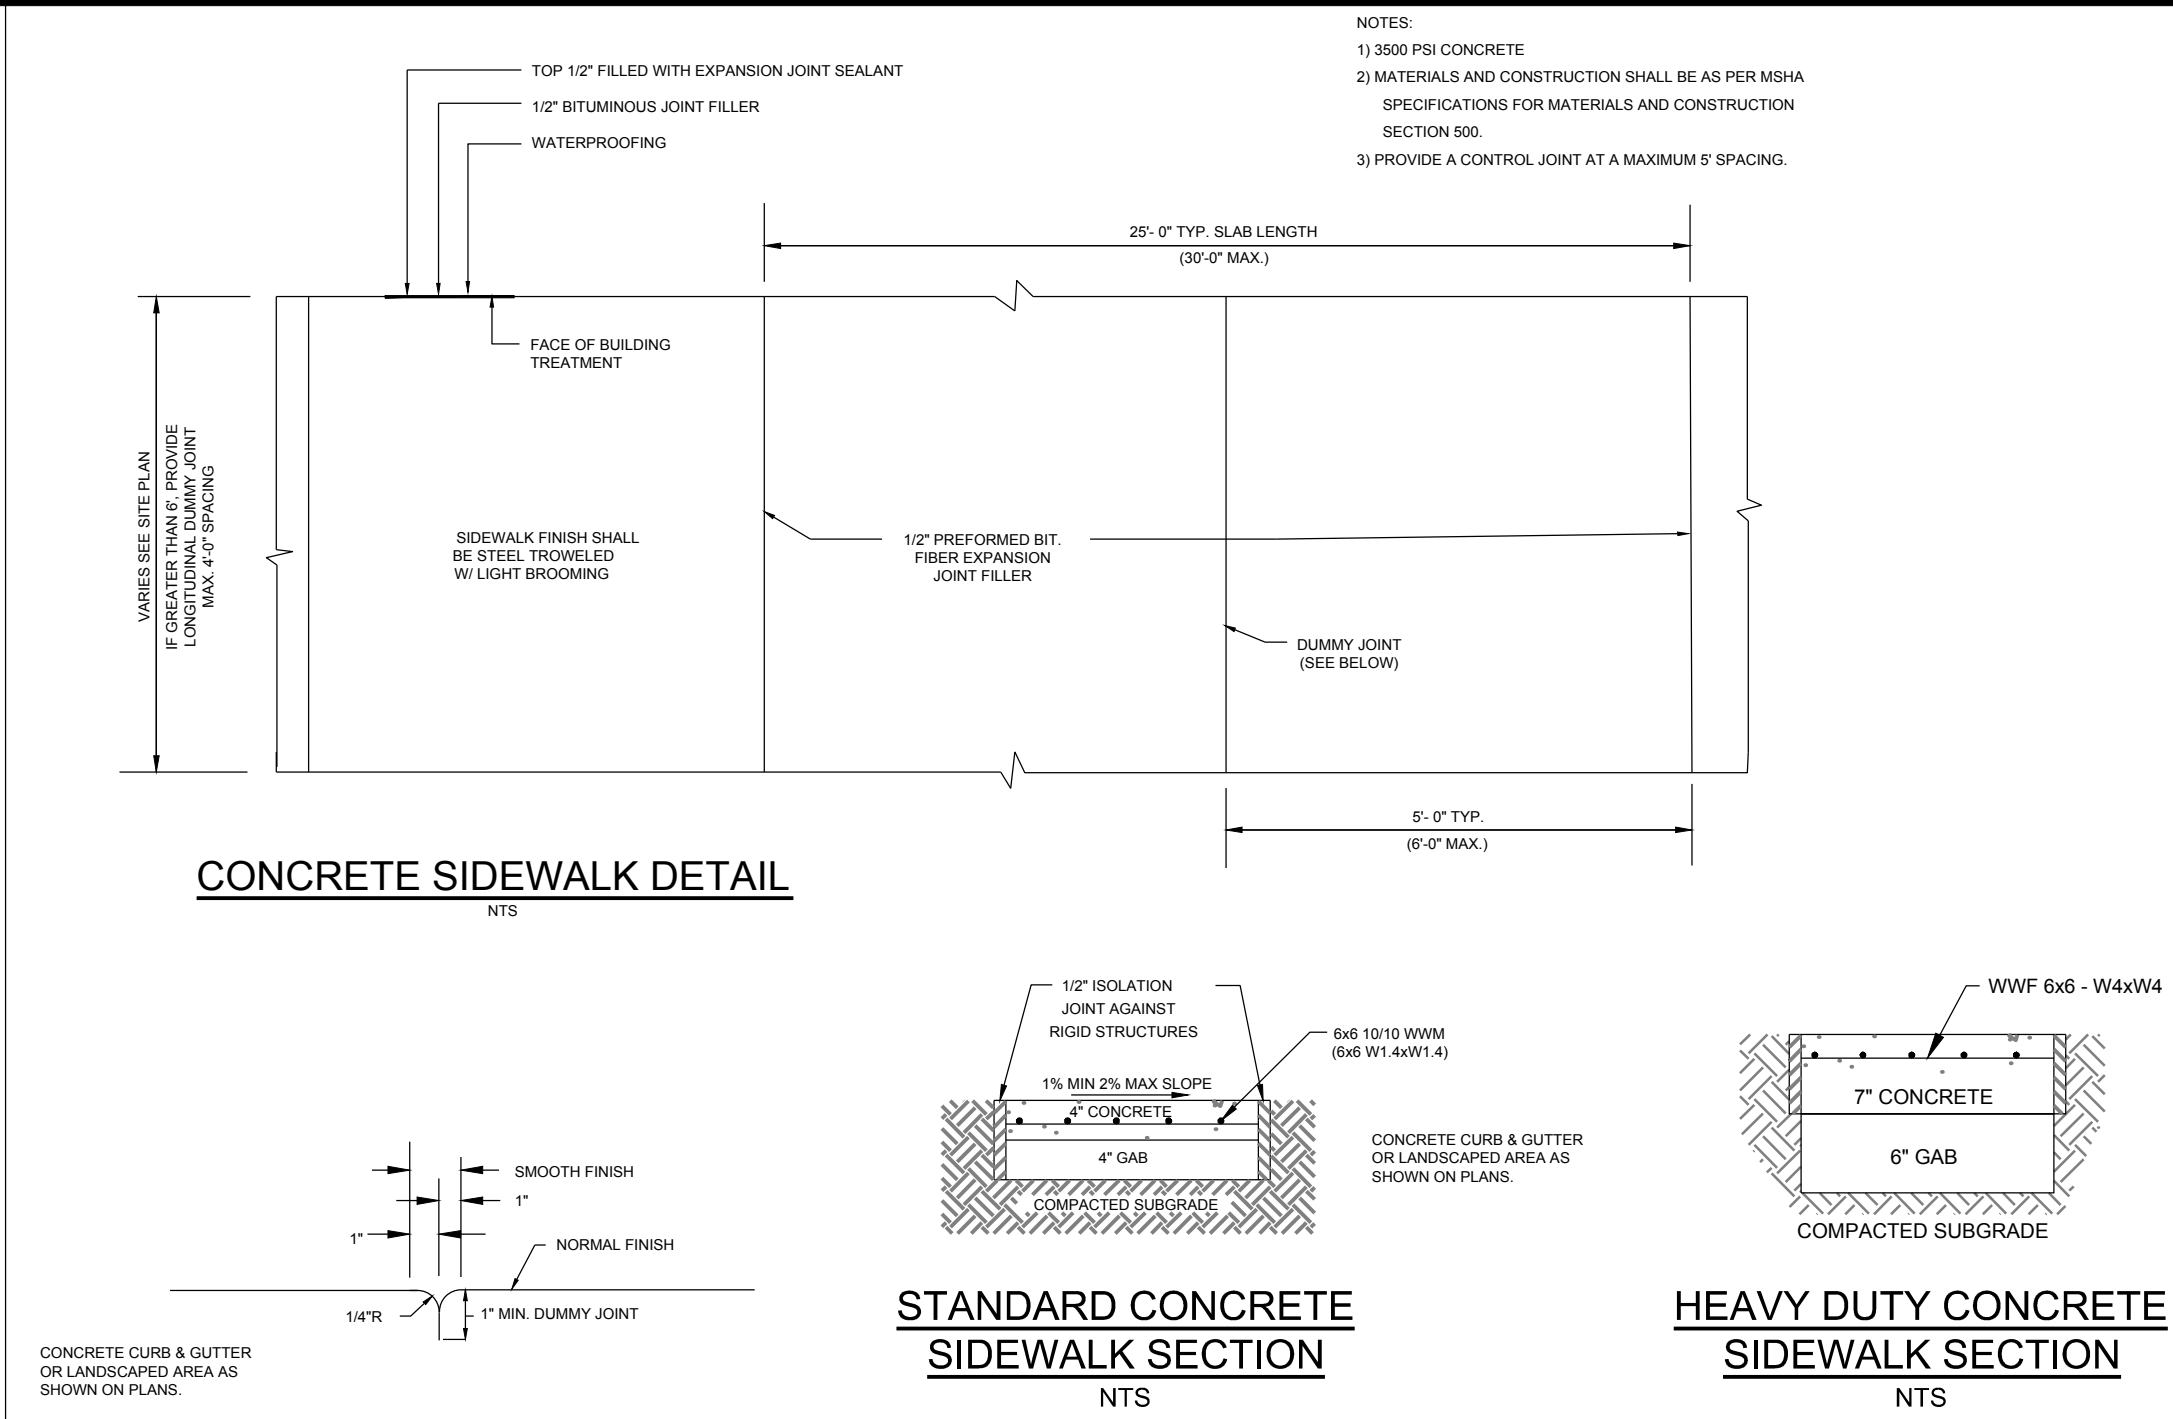 NOTES:
1) 3500 PSI CONCRETE
2) MATERIALS AND CONSTRUCTION SHALL BE AS PER MSHA
SPECIFICATIONS FOR MATERIALS AND CONSTRUCTION
SECTION 500.
3) PROVIDE A CONTROL JOINT AT A MAXIMUM 5' SPACING.
TOP 1/2" FILLED WITH EXPANSION JOINT SEALANT
1/2" BITUMINOUS JOINT FILLER
WATERPROOFING
25'- 0" TYP. SLAB LENGTH
(30'-0" MAX.)
FACE OF BUILDING
TREATMENT
VARIES SEE SITE PLAN
IF GREATER THAN 6', PROVIDE
LONGITUDINAL DUMMY JOINT
MAX. 4'-0" SPACING
SIDEWALK FINISH SHALL
BE STEEL TROWELED
W/ LIGHT BROOMING
1/2" PREFORMED BIT.
FIBER EXPANSION
JOINT FILLER
DUMMY JOINT
(SEE BELOW)
5'- 0" TYP.
(6'-0" MAX.)
CONCRETE SIDEWALK DETAIL
NTS
SMOOTH FINISH
1"
1"
NORMAL FINISH
1/4"R
1" MIN. DUMMY JOINT
CONCRETE CURB & GUTTER
OR LANDSCAPED AREA AS
SHOWN ON PLANS.
1/2" ISOLATION
JOINT AGAINST
RIGID STRUCTURES
6x6 10/10 WWM
(6x6 W1.4xW1.4)
1% MIN 2% MAX SLOPE
4" CONCRETE
4" GAB
COMPACTED SUBGRADE
CONCRETE CURB & GUTTER
OR LANDSCAPED AREA AS
SHOWN ON PLANS.
STANDARD CONCRETE
SIDEWALK SECTION
NTS
WWF 6x6 - W4xW4
7" CONCRETE
6" GAB
COMPACTED SUBGRADE
HEAVY DUTY CONCRETE
SIDEWALK SECTION
NTS